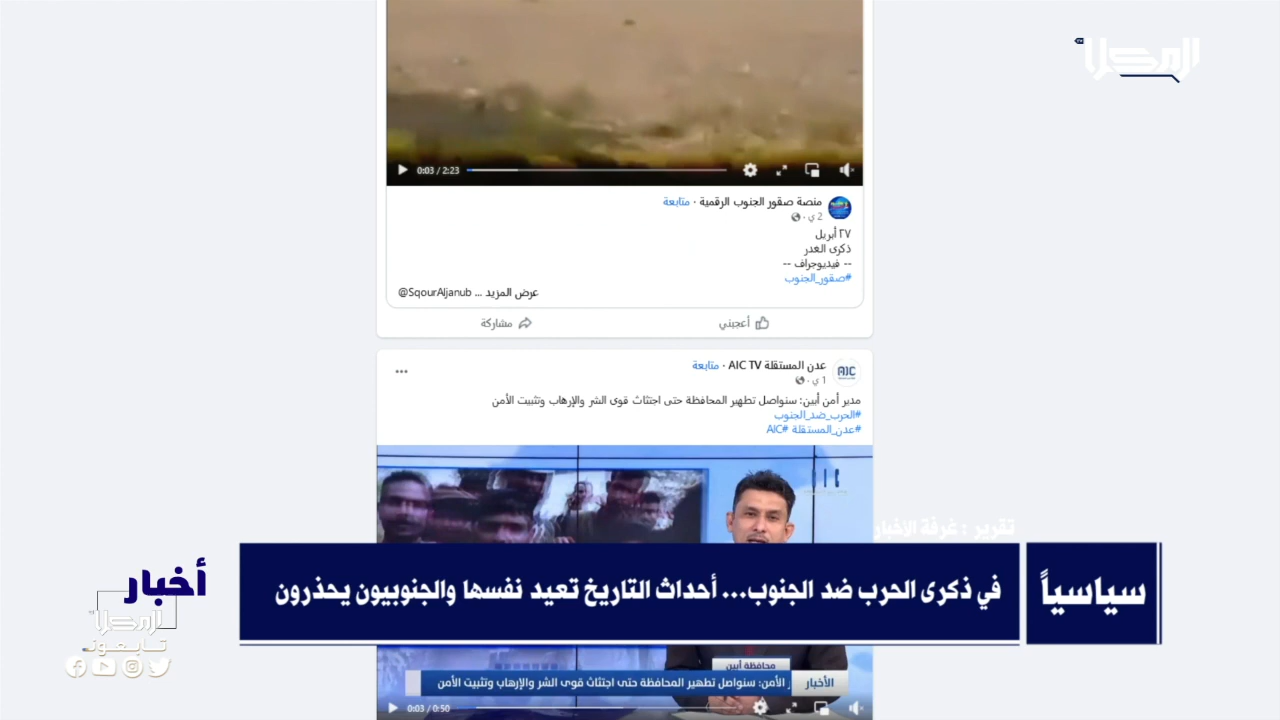 المكلا
0:03 / 2:23
منصة صقور الجنوب الرقمية · متابعة
2 ي ·
٢٧ أبريل
ذكرى الغدر
-- فيديوجراف --
#صقور_الجنوب
@SqourAljanub ... عرض المزيد
أعجبني
مشاركة
عدن المستقلة AIC TV · متابعة
AIC
1 ي ·
مدير أمن أبين: سنواصل تطهير المحافظة حتى اجتثاث قوى الشر والإرهاب وتثبيت الأمن
#الحرب_ضد_الجنوب
#عدن_المستقلة #AIC
تقرير : غرفة الأخبار
سياسياً
في ذكرى الحرب ضد الجنوب... أحداث التاريخ تعيد نفسها والجنوبيون يحذرون
أخبار
المكلا
تابعونا
محافظة أبين
الأخبار
ر الأمن: سنواصل تطهير المحافظة حتى اجتثاث قوى الشر والإرهاب وتثبيت الأمن
0:03 / 0:50